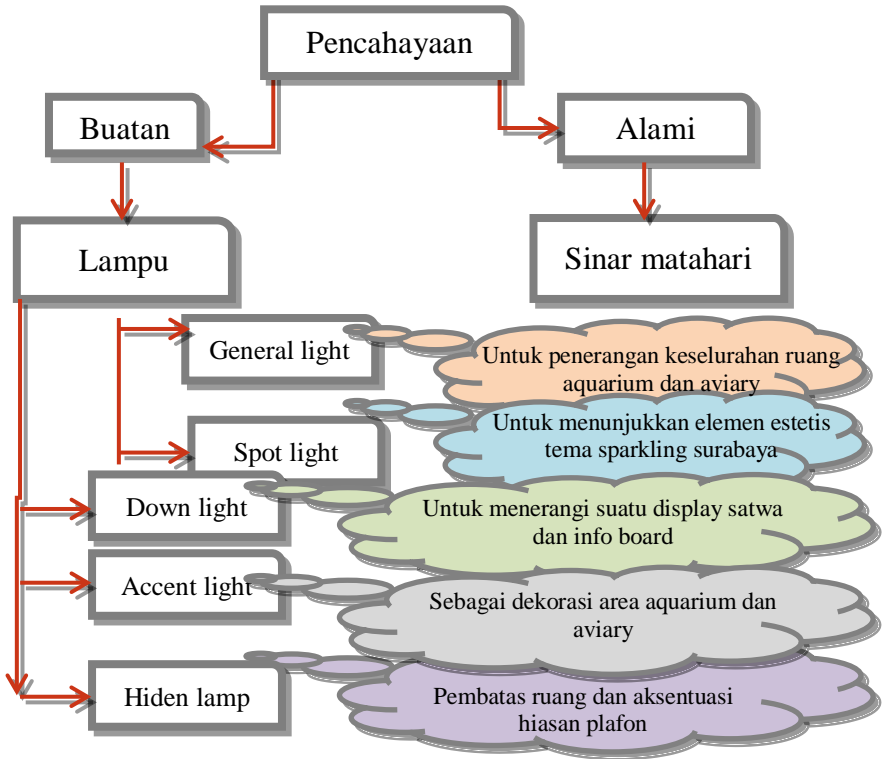 Pencahayaan
Buatan
Alami
Lampu
Sinar matahari
General light
Untuk penerangan keselurahan ruang
aquarium dan aviary
Spot light
Untuk menunjukkan elemen estetis
tema sparkling surabaya
Down light
Untuk menerangi suatu display satwa
dan info board
Accent light
Sebagai dekorasi area aquarium dan
aviary
Hiden lamp
Pembatas ruang dan aksentuasi
hiasan plafon